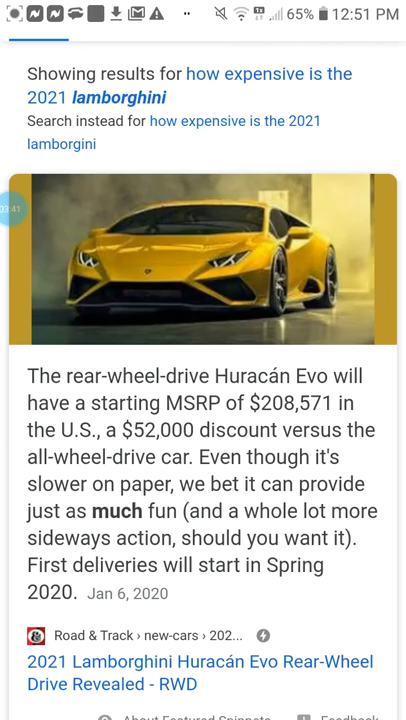 65% 12:51 PM
Showing results for how expensive is the
2021 lamborghini
Search instead for how expensive is the 2021
lamborgini
03:41
The rear-wheel-drive Huracán Evo will
have a starting MSRP of $208,571 in
the U.S., a $52,000 discount versus the
all-wheel-drive car. Even though it's
slower on paper, we bet it can provide
just as much fun (and a whole lot more
sideways action, should you want it).
First deliveries will start in Spring
2020. Jan 6, 2020
Road & Track › new-cars › 202...
2021 Lamborghini Huracán Evo Rear-Wheel
Drive Revealed - RWD
About Featured Snippets Feedback